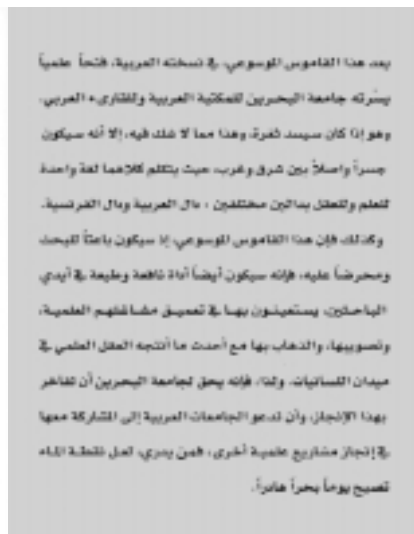 يعد هذا القاموس الموسوعي، في نسخته العربية، فتحاً علمياً
يسّرته جامعة البحرين للمكتبة العربية وللقارىء العربي.
وهو إذا كان سيسد ثغرة، وهذا مما لا شك فيه، إلا أنه سيكون
جسراً واصلاً بين شرق وغرب، حيث يتكلم كلاهما لغة واحدة
للعلم وللعقل بدالين مختلفين : دال العربية ودال الفرنسية.
وكذلك فإن هذا القاموس الموسوعي، إذ سيكون باعثاً للبحث
ومحرضاً عليه، فإنه سيكون أيضاً أداة نافعة وطيعة في أيدي
الباحثين، يستعينون بها في تعميق مشاغلهم العلمية،
وتصويبها، والذهاب بها مع أحدث ما أنتجه العقل العلمي في
ميدان اللسانيات. ولذا، فإنه يحق لجامعة البحرين أن تفاخر
بهذا الإنجاز، وأن تدعو الجامعات العربية إلى المشاركة معها
في إنجاز مشاريع علمية أخرى، فمن يدري، لعل نقطة الماء
تصبح يوماً بحراً هادراً.